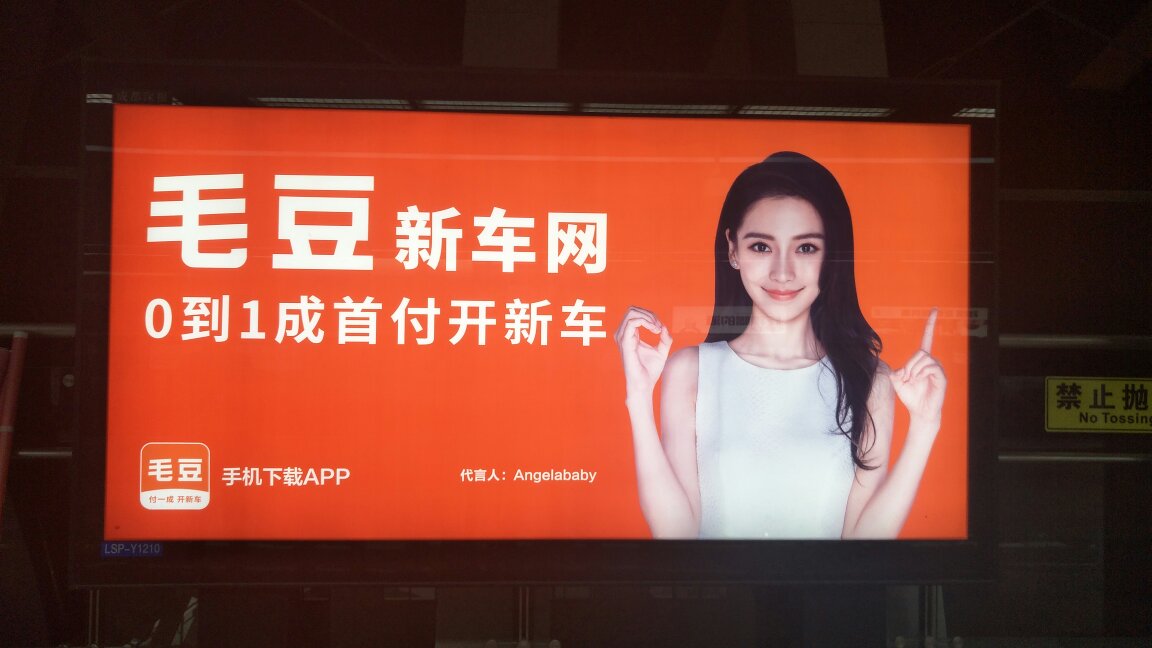 毛豆新车网
0到1成首付开新车
毛豆
付一成 开新车
手机下载APP
代言人：Angelababy
LSP-Y1210
禁止抛
No Tossing